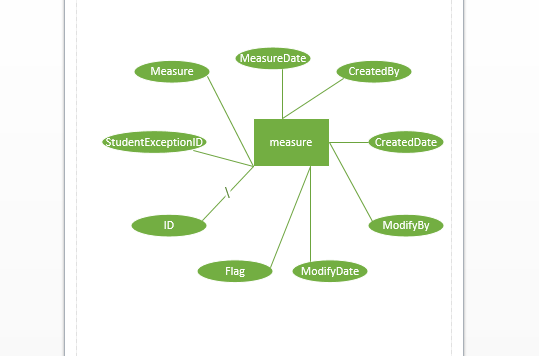 MeasureDate
Measure
CreatedBy
StudentExceptionID
measure
CreatedDate
ID
ModifyBy
Flag
ModifyDate